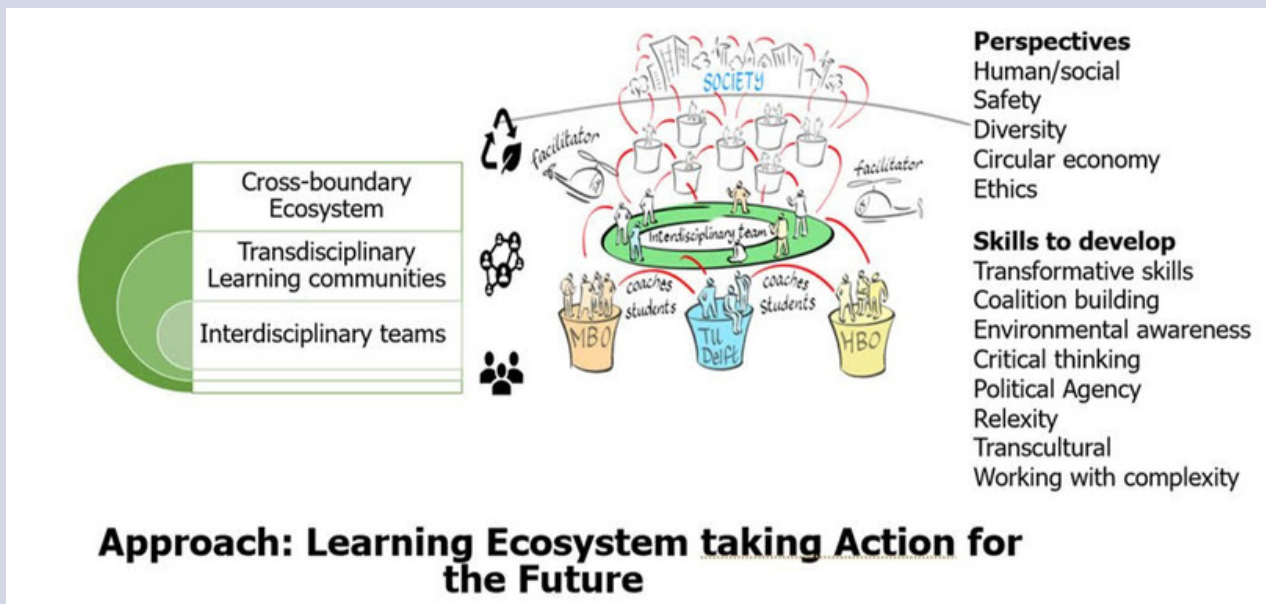 Cross-boundary
Ecosystem
Transdisciplinary
Learning communities
Interdisciplinary teams
SOCIETY
facilitator
facilitator
Interdisciplinary team
coaches
students
coaches
students
MBO
TU
Delft
HBO
Perspectives
Human/social
Safety
Diversity
Circular economy
Ethics
Skills to develop
Transformative skills
Coalition building
Environmental awareness
Critical thinking
Political Agency
Relexity
Transcultural
Working with complexity
Approach: Learning Ecosystem taking Action for
the Future